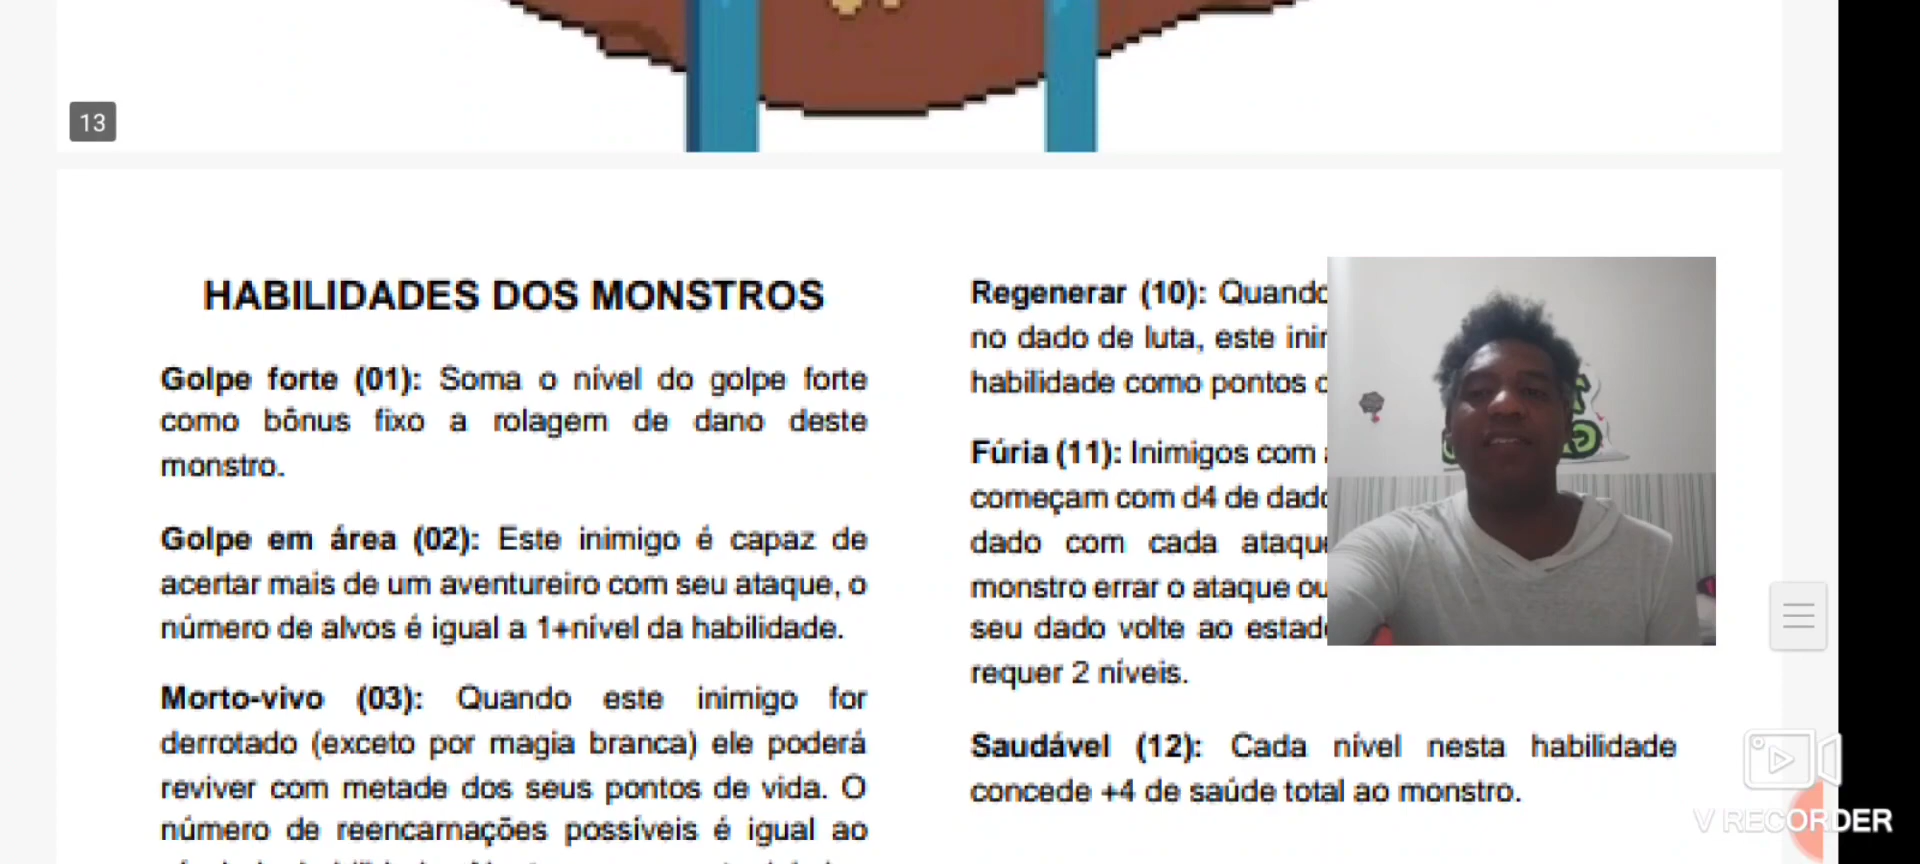 13
HABILIDADES DOS MONSTROS
Golpe forte (01): Soma o nível do golpe forte
como bônus fixo a rolagem de dano deste
monstro.
Golpe em área (02): Este inimigo é capaz de
acertar mais de um aventureiro com seu ataque, o
número de alvos é igual a 1+nível da habilidade.
Morto-vivo (03): Quando este inimigo for
derrotado (exceto por magia branca) ele poderá
reviver com metade dos seus pontos de vida. O
número de reencarnações possíveis é igual ao
Regenerar (10): Quando
no dado de luta, este
habilidade como pontos
Fúria (11): Inimigos com
começam com d4 de
dado com cada
monstro errar o ataque ou
seu dado volte ao
requer 2 níveis.
Saudável (12): Cada nível nesta habilidade
concede +4 de saúde total ao monstro.
V RECORDER